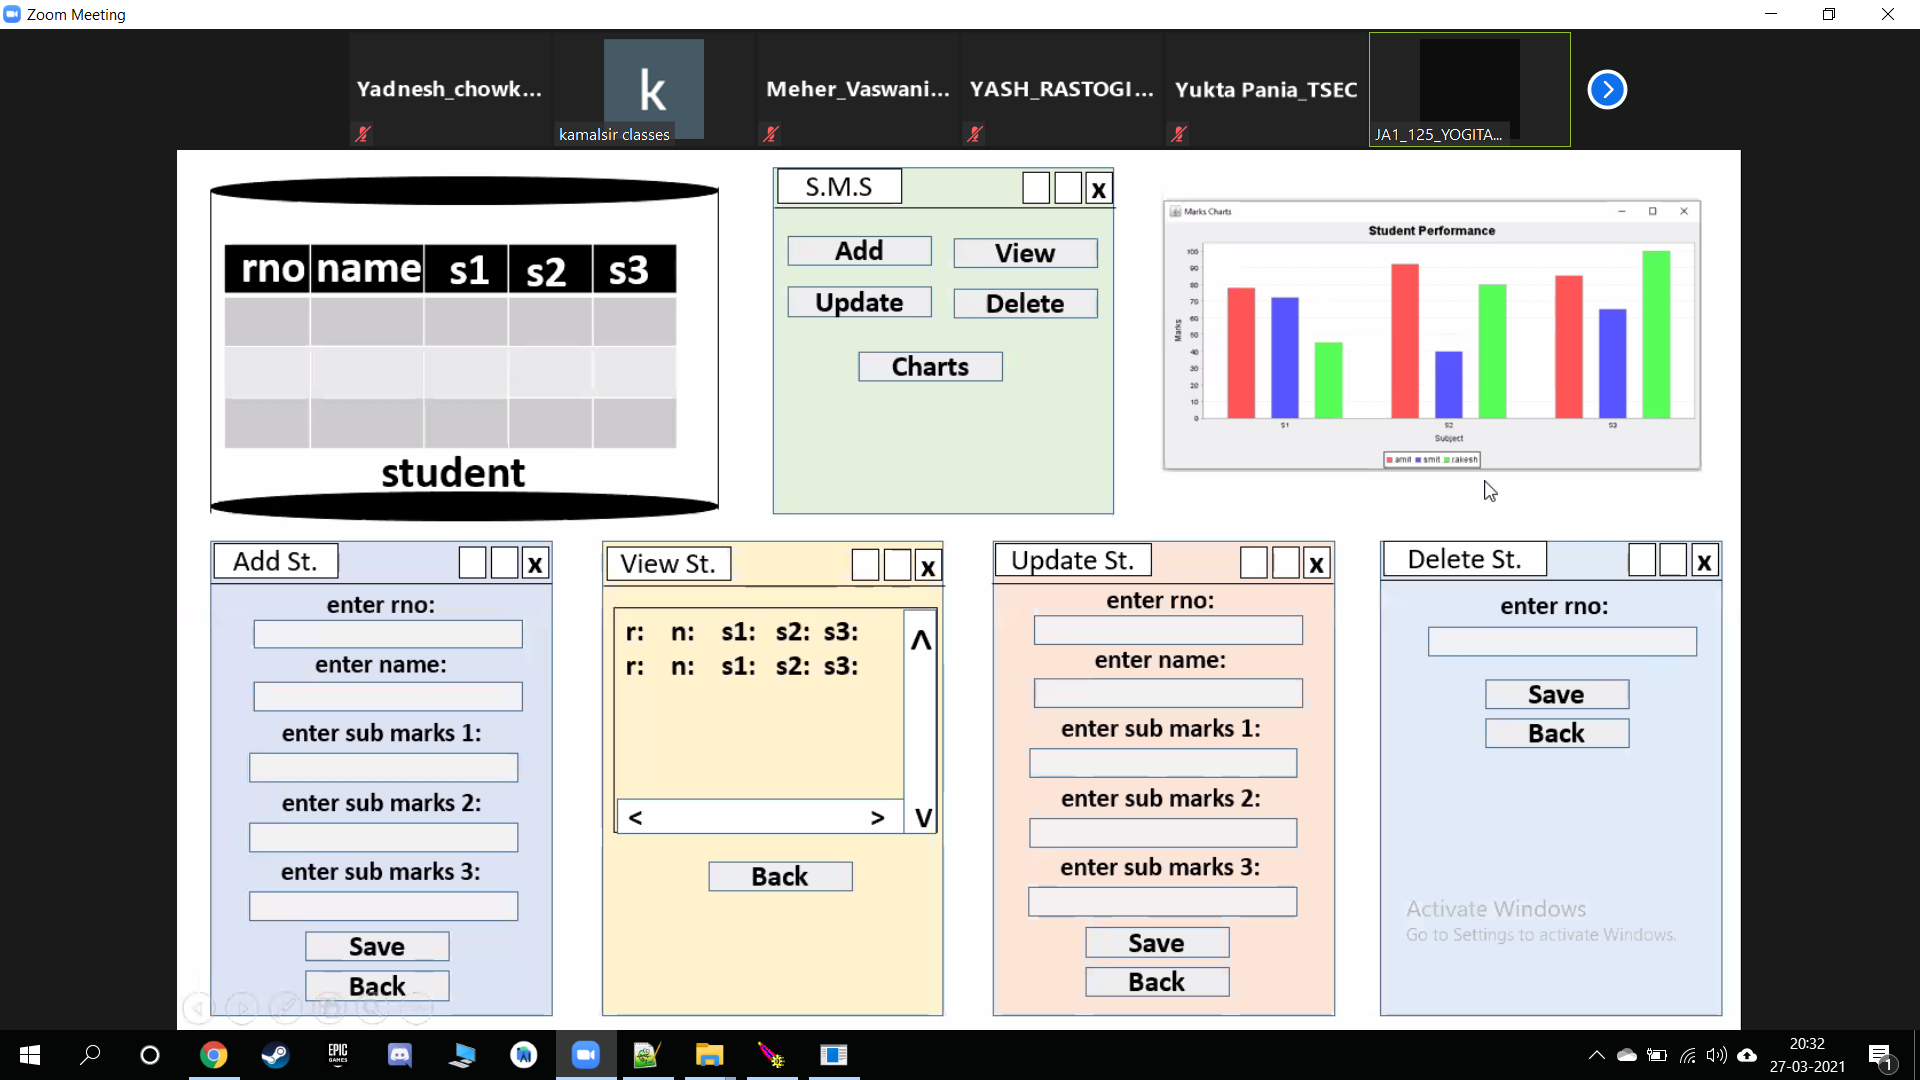 Zoom Meeting
Yadnesh_chowk...
k
kamalsir classes
Meher_Vaswani...
YASH_RASTOGI...
Yukta Pania_TSEC
JA1_125_YOGITA...
rno name s1 s2 s3
student
S.M.S
x
Add View
Update Delete
Charts
Marks Charts
Student Performance
Marks
100
90
80
70
60
50
40
30
20
10
0
S1 S2 S3
Subject
amit smit rakesh
Add St.
x
enter rno:
enter name:
enter sub marks 1:
enter sub marks 2:
enter sub marks 3:
Save
Back
View St.
x
r: n: s1: s2: s3:
r: n: s1: s2: s3:
< >
Λ
V
Back
Update St.
x
enter rno:
enter name:
enter sub marks 1:
enter sub marks 2:
enter sub marks 3:
Save
Back
Delete St.
x
enter rno:
Save
Back
Activate Windows
Go to Settings to activate Windows.
EPIC
GAMES
20:32
27-03-2021
1